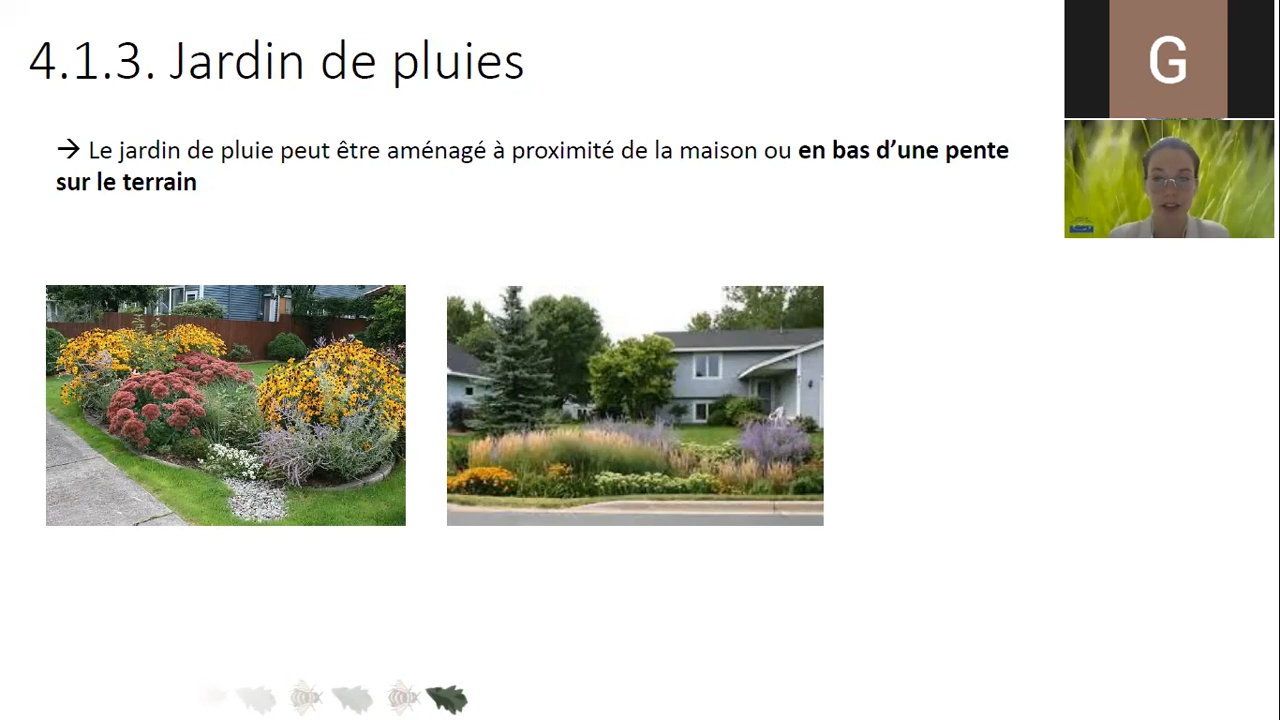 4.1.3. Jardin de pluies
→ Le jardin de pluie peut être aménagé à proximité de la maison ou en bas d’une pente
sur le terrain
G